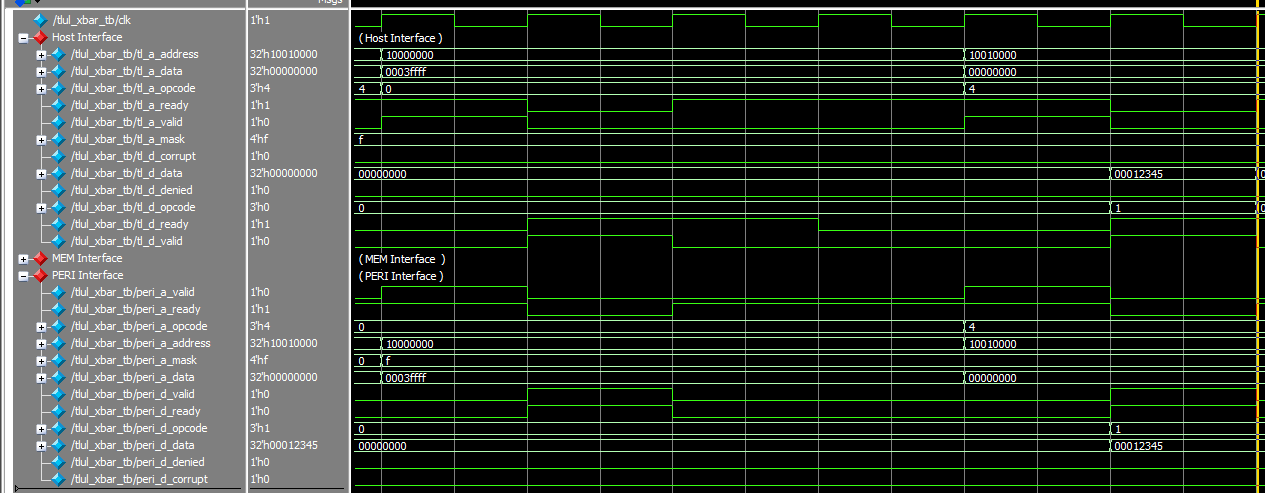 Msgs
/tlul_xbar_tb/clk 1'h1
Host Interface (Host Interface)
/tlul_xbar_tb/tl_a_address 32'h10010000 10000000 10010000
/tlul_xbar_tb/tl_a_data 32'h00000000 0003ffff 00000000
/tlul_xbar_tb/tl_a_opcode 3'h4 4 0 4
/tlul_xbar_tb/tl_a_ready 1'h1
/tlul_xbar_tb/tl_a_valid 1'h0
/tlul_xbar_tb/tl_a_mask 4'hf f
/tlul_xbar_tb/tl_d_corrupt 1'h0
/tlul_xbar_tb/tl_d_data 32'h00000000 00000000 00012345 0
/tlul_xbar_tb/tl_d_denied 1'h0
/tlul_xbar_tb/tl_d_opcode 3'h0 0 1 0
/tlul_xbar_tb/tl_d_ready 1'h1
/tlul_xbar_tb/tl_d_valid 1'h0
MEM Interface (MEM Interface )
PERI Interface (PERI Interface )
/tlul_xbar_tb/peri_a_valid 1'h0
/tlul_xbar_tb/peri_a_ready 1'h1
/tlul_xbar_tb/peri_a_opcode 3'h4 0 4
/tlul_xbar_tb/peri_a_address 32'h10010000 10000000 10010000
/tlul_xbar_tb/peri_a_mask 4'hf 0 f
/tlul_xbar_tb/peri_a_data 32'h00000000 0003ffff 00000000
/tlul_xbar_tb/peri_d_valid 1'h0
/tlul_xbar_tb/peri_d_ready 1'h0
/tlul_xbar_tb/peri_d_opcode 3'h1 0 1
/tlul_xbar_tb/peri_d_data 32'h00012345 00000000 00012345
/tlul_xbar_tb/peri_d_denied 1'h0
/tlul_xbar_tb/peri_d_corrupt 1'h0